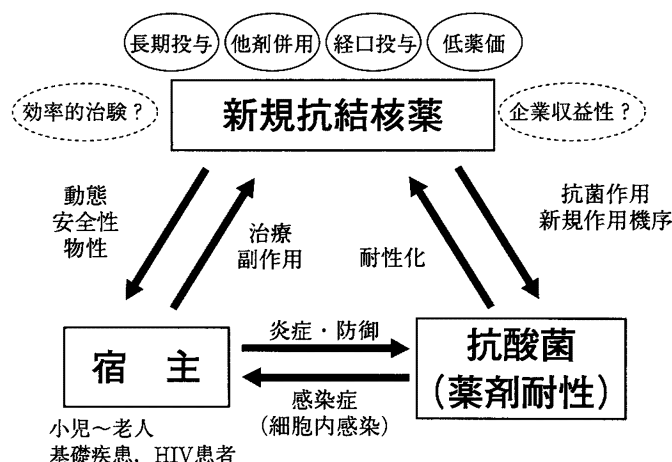 長期投与
他剤併用
経口投与
低薬価
効率的治験？
新規抗結核薬
企業収益性？
動態
安全性
物性
治療
副作用
耐性化
抗菌作用
新規作用機序
炎症・防御
宿　主
抗酸菌
(薬剤耐性)
感染症
(細胞内感染)
小児～老人
基礎疾患，HIV患者